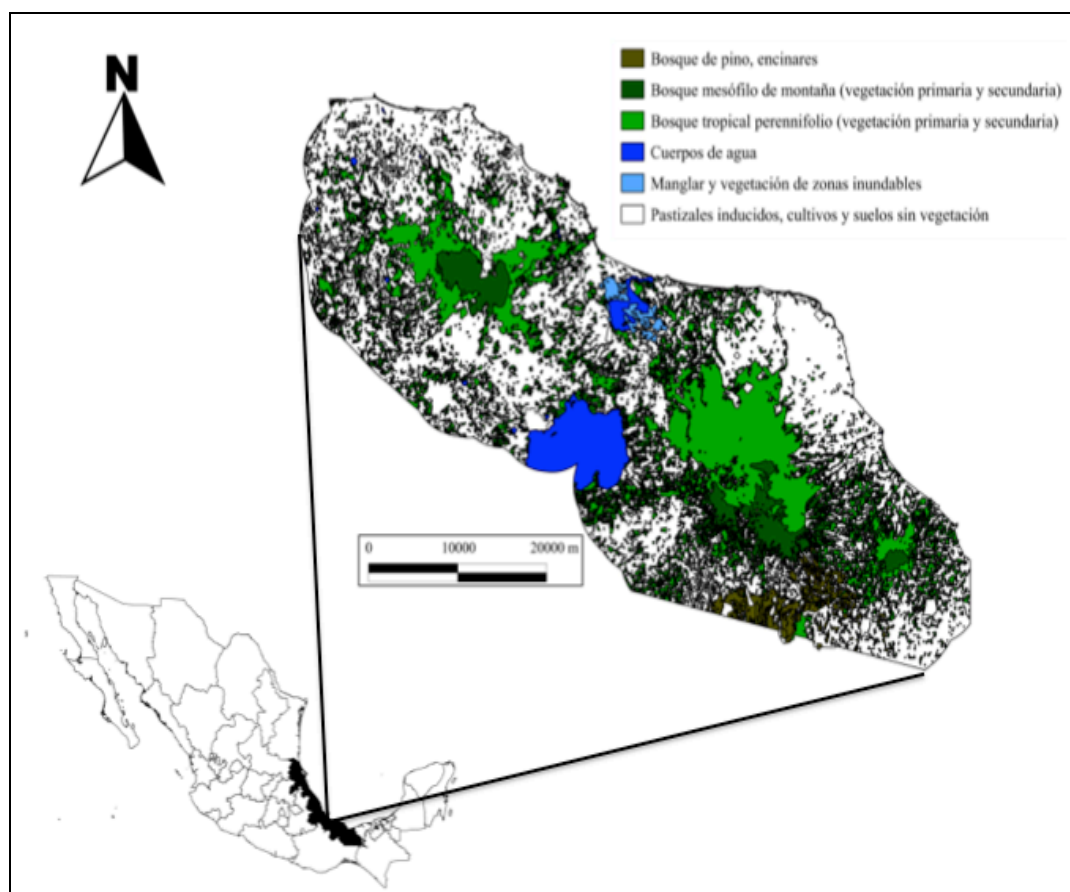 N
Bosque de pino, encinares
Bosque mesófilo de montaña (vegetación primaria y secundaria)
Bosque tropical perennifolio (vegetación primaria y secundaria)
Cuerpos de agua
Manglar y vegetación de zonas inundables
Pastizales inducidos, cultivos y suelos sin vegetación
0 10000 20000 m